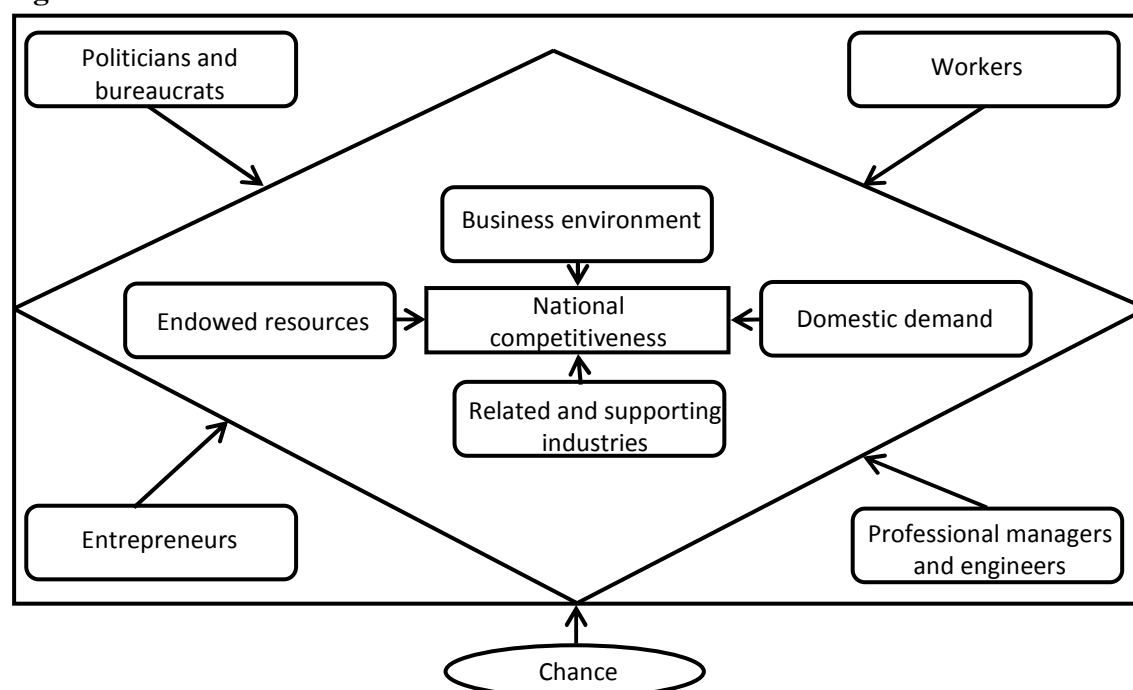 Politicians and
bureaucrats
Workers
Business environment
Endowed resources
National
competitiveness
Domestic demand
Related and supporting
industries
Entrepreneurs
Professional managers
and engineers
Chance